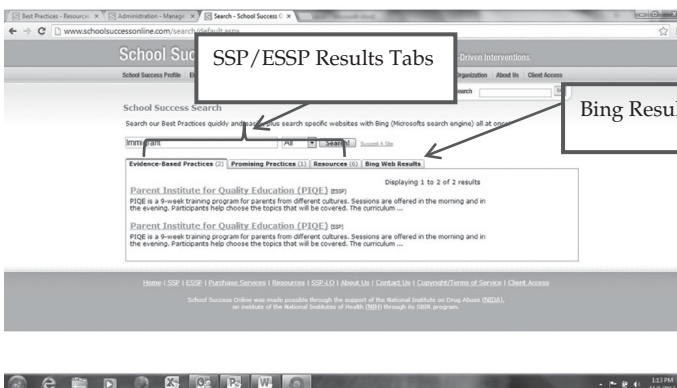 Best Practices - Resources
Administration - Manage
Search - School Success
www.schoolsuccessonline.com/search/default.aspx
School Suc
-Driven Interventions
SSP/ESSP Results Tabs
School Success Profile
Organization | About Us | Client Access
Bing Resul
School Success Search
Search our Best Practices quickly and easily, plus search specific websites with Bing (Microsofts search engine) all at once!
Immigrant
All
Search!
Suggest A Site
Evidence-Based Practices (2) Promising Practices (1) Resources (6) Bing Web Results
Displaying 1 to 2 of 2 results
Parent Institute for Quality Education (PIQE) (ESSP)
PIQE is a 9-week training program for parents from different cultures. Sessions are offered in the morning and in
the evening. Participants help choose the topics that will be covered. The curriculum ...
Parent Institute for Quality Education (PIQE) (SSP)
PIQE is a 9-week training program for parents from different cultures. Sessions are offered in the morning and in
the evening. Participants help choose the topics that will be covered. The curriculum ...
Home | SSP | ESSP | Purchase Services | Resources | SSP-LO | About Us | Contact Us | Copyright/Terms of Service | Client Access
School Success Online was made possible through the support of the National Institute on Drug Abuse (NIDA),
an institute of the National Institutes of Health (NIH) through its SBIR program.
1:13 PM